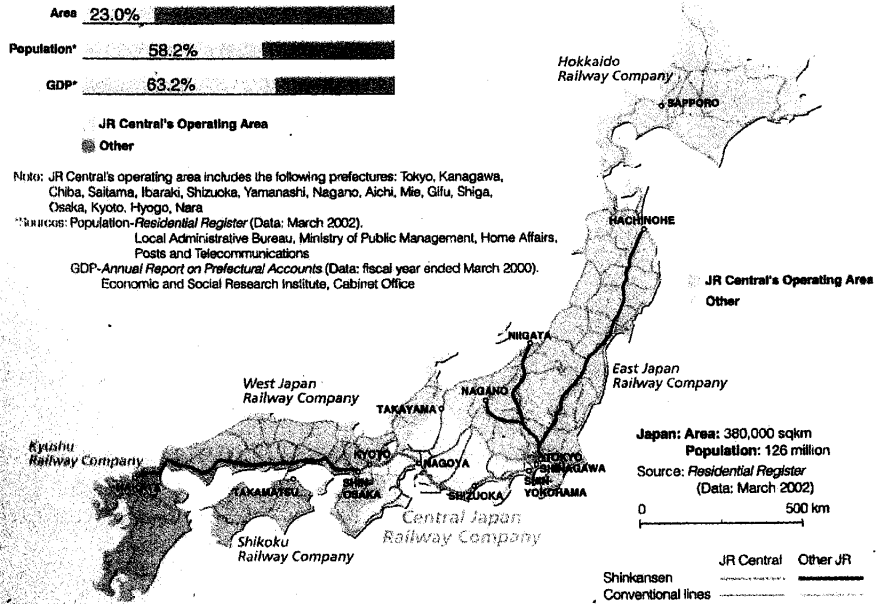 Area 23.0%
Population* 58.2%
GDP* 63.2%
JR Central's Operating Area
Other
Note: JR Central's operating area includes the following prefectures: Tokyo, Kanagawa,
Chiba, Saitama, Ibaraki, Shizuoka, Yamanashi, Nagano, Aichi, Mie, Gifu, Shiga,
Osaka, Kyoto, Hyogo, Nara
*Sources: Population-Residential Register (Data: March 2002).
Local Administrative Bureau, Ministry of Public Management, Home Affairs,
Posts and Telecommunications
GDP-Annual Report on Prefectural Accounts (Data: fiscal year ended March 2000).
Economic and Social Research Institute, Cabinet Office
Hokkaido
Railway Company
SAPPORO
HACHINOHE
JR Central's Operating Area
Other
NIIGATA
East Japan
Railway Company
NAGANO
West Japan
Railway Company
TAKAYAMA
Kyushu
Railway Company
KYOTO
NAGOYA
TOKYO
SHINAGAWA
SHIN-
YOKOHAMA
SHIN-
OSAKA
TAKAMATSU
SHIZUOKA
Central Japan
Railway Company
Shikoku
Railway Company
Japan: Area: 380,000 sqkm
Population: 126 million
Source: Residential Register
(Data: March 2002)
0 500 km
JR Central Other JR
Shinkansen
Conventional lines